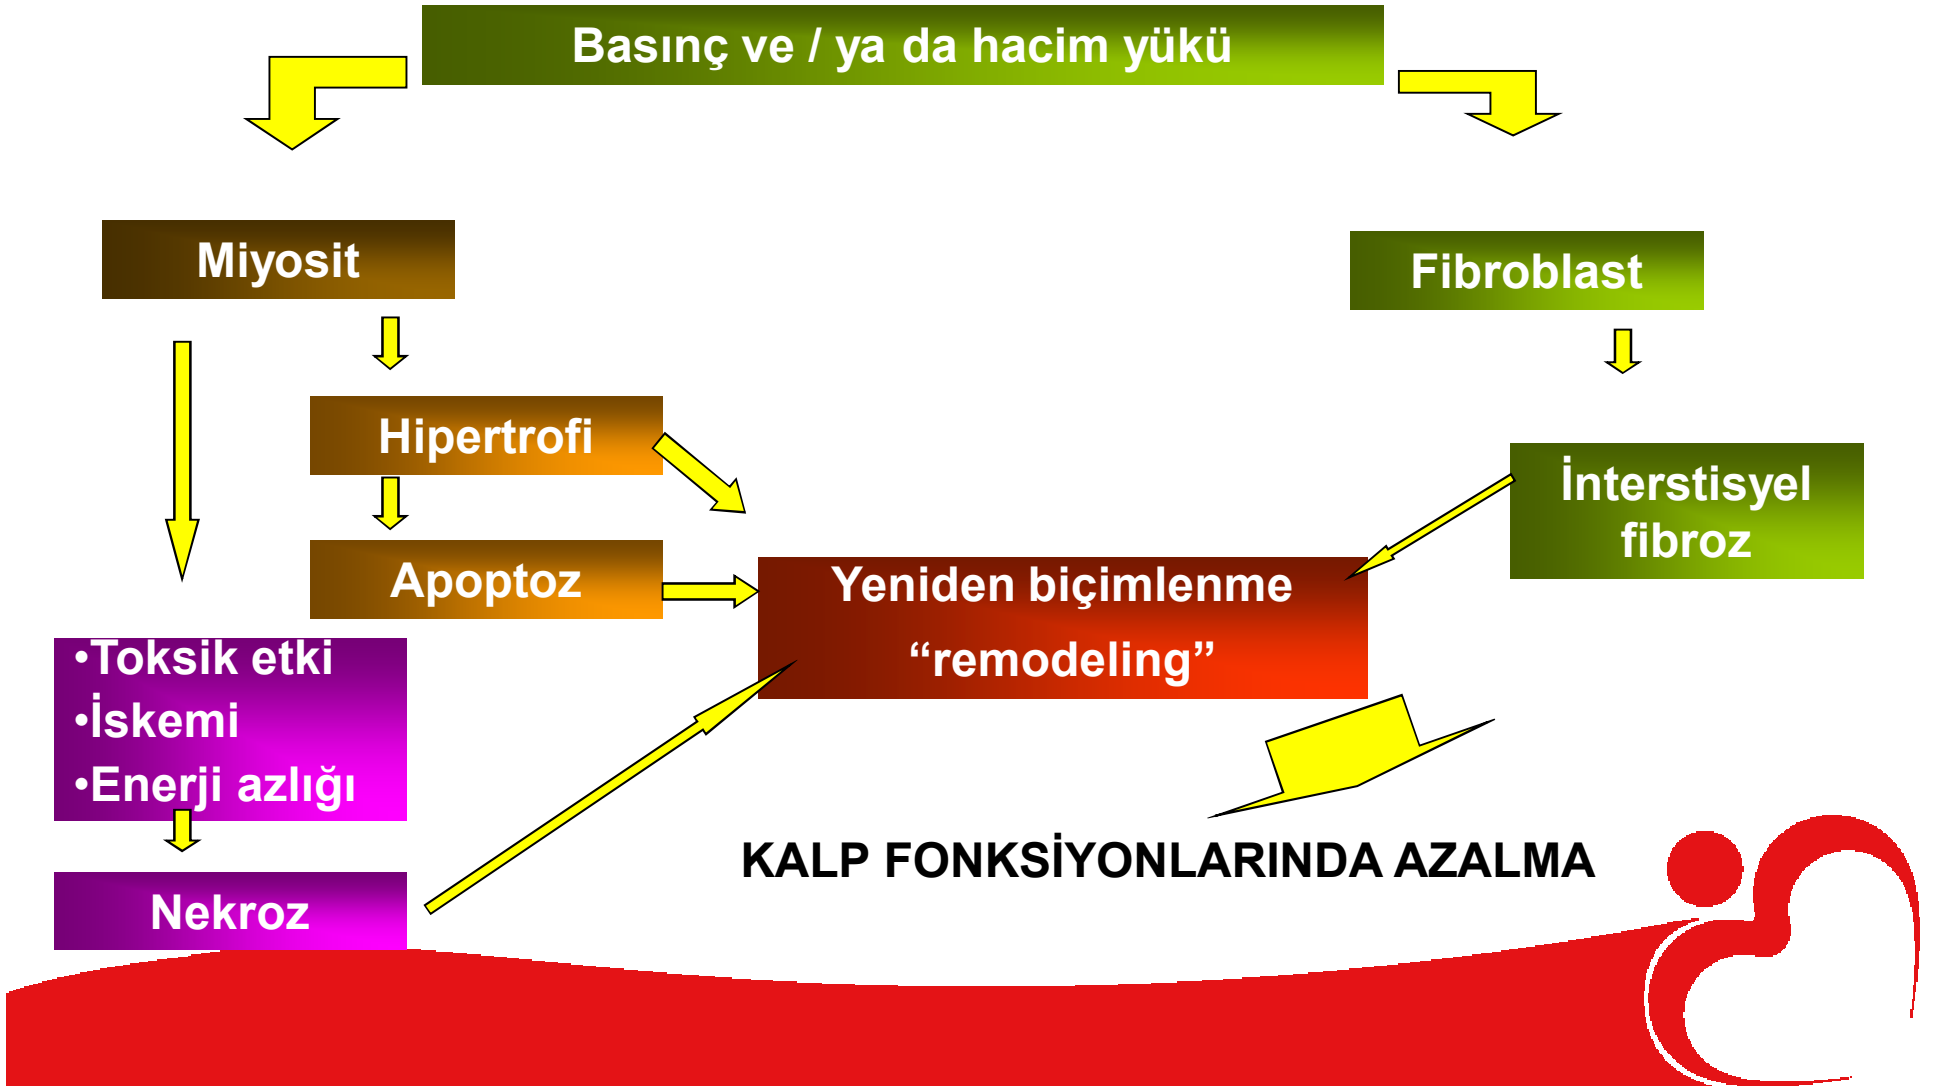 Basınç ve / ya da hacim yükü
Miyosit
Fibroblast
Hipertrofi
İnterstisyel
fibroz
Apoptoz
Yeniden biçimlenme
“remodeling”
•Toksik etki
•İskemi
•Enerji azlığı
KALP FONKSİYONLARINDA AZALMA
Nekroz